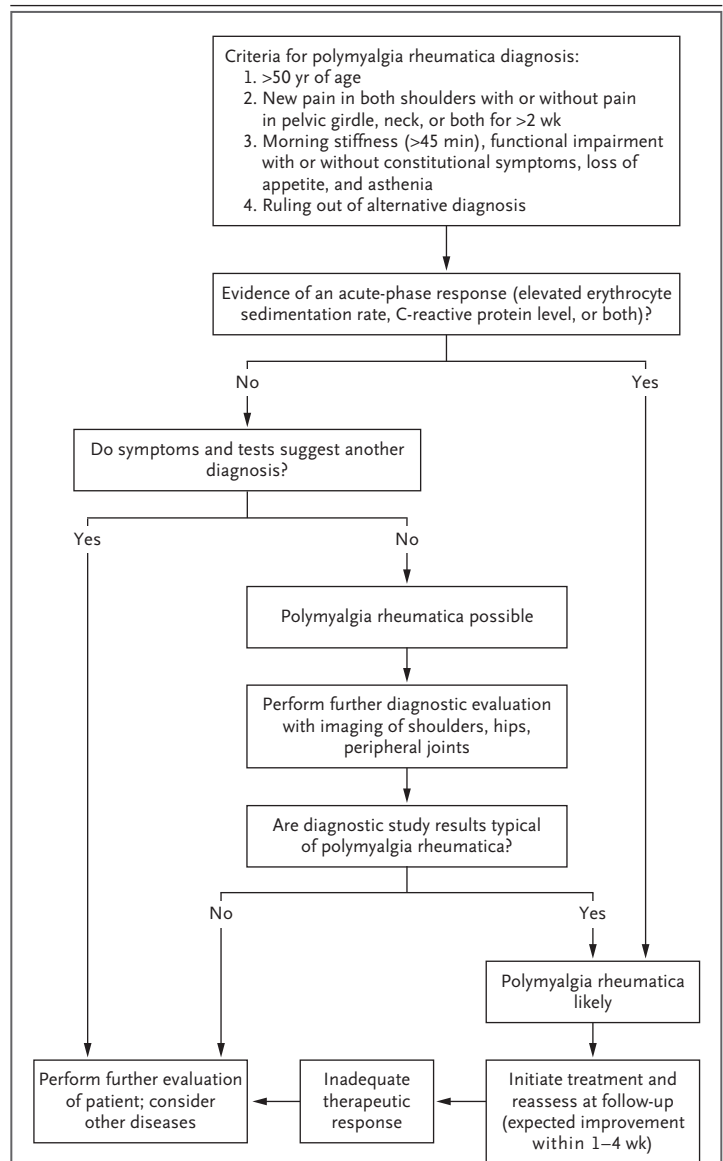 Criteria for polymyalgia rheumatica diagnosis:
1. >50 yr of age
2. New pain in both shoulders with or without pain
in pelvic girdle, neck, or both for >2 wk
3. Morning stiffness (>45 min), functional impairment
with or without constitutional symptoms, loss of
appetite, and asthenia
4. Ruling out of alternative diagnosis
Evidence of an acute-phase response (elevated erythrocyte
sedimentation rate, C-reactive protein level, or both)?
No
Yes
Do symptoms and tests suggest another
diagnosis?
Yes
No
Polymyalgia rheumatica possible
Perform further diagnostic evaluation
with imaging of shoulders, hips,
peripheral joints
Are diagnostic study results typical
of polymyalgia rheumatica?
No
Yes
Polymyalgia rheumatica
likely
Perform further evaluation
of patient; consider
other diseases
Inadequate
therapeutic
response
Initiate treatment and
reassess at follow-up
(expected improvement
within 1–4 wk)